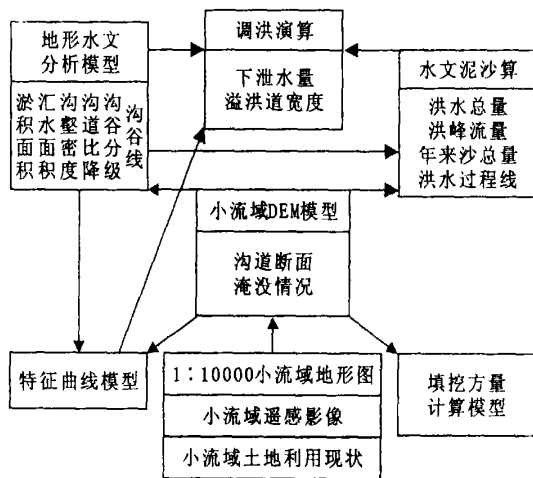 地形水文
分析模型
淤积面积
汇水面积
沟壑密度
沟道比降
沟谷分级
沟谷线
调洪演算
下泄水量
溢洪道宽度
水文泥沙算
洪水总量
洪峰流量
年来沙总量
洪水过程线
小流域DEM模型
沟道断面
淹没情况
特征曲线模型
1:10000小流域地形图
小流域遥感影像
小流域土地利用现状
填挖方量
计算模型